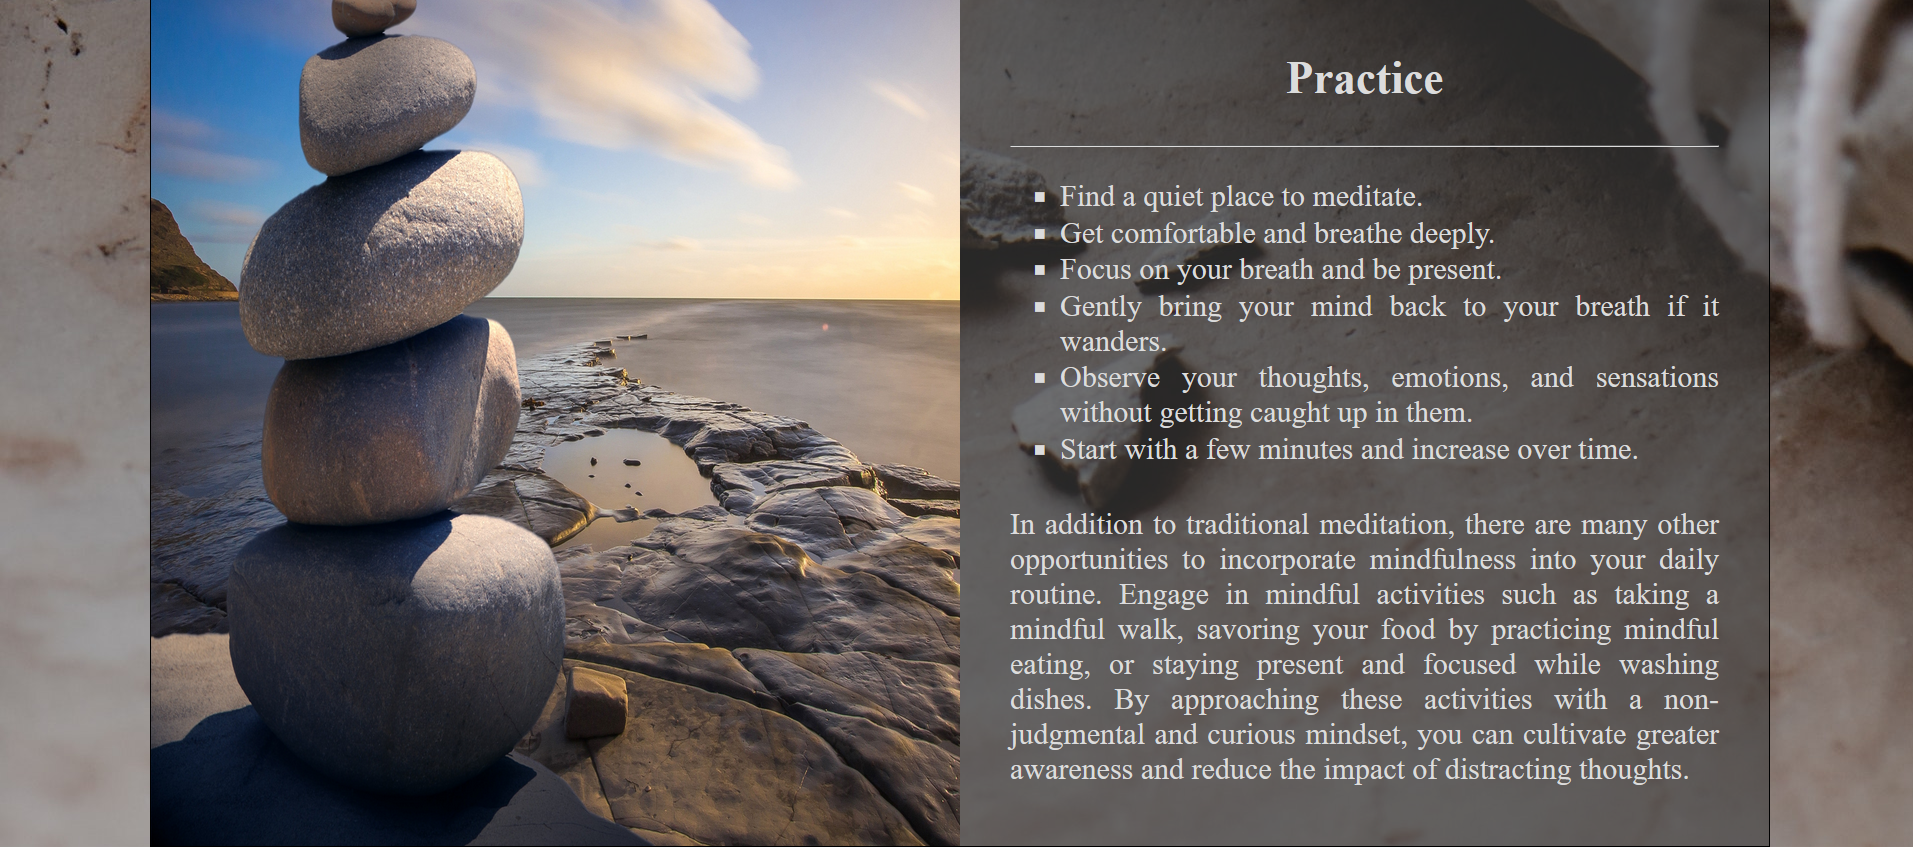 Practice
▪ Find a quiet place to meditate.
▪ Get comfortable and breathe deeply.
▪ Focus on your breath and be present.
▪ Gently bring your mind back to your breath if it
wanders.
▪ Observe your thoughts, emotions, and sensations
without getting caught up in them.
▪ Start with a few minutes and increase over time.
In addition to traditional meditation, there are many other
opportunities to incorporate mindfulness into your daily
routine. Engage in mindful activities such as taking a
mindful walk, savoring your food by practicing mindful
eating, or staying present and focused while washing
dishes. By approaching these activities with a non-
judgmental and curious mindset, you can cultivate greater
awareness and reduce the impact of distracting thoughts.